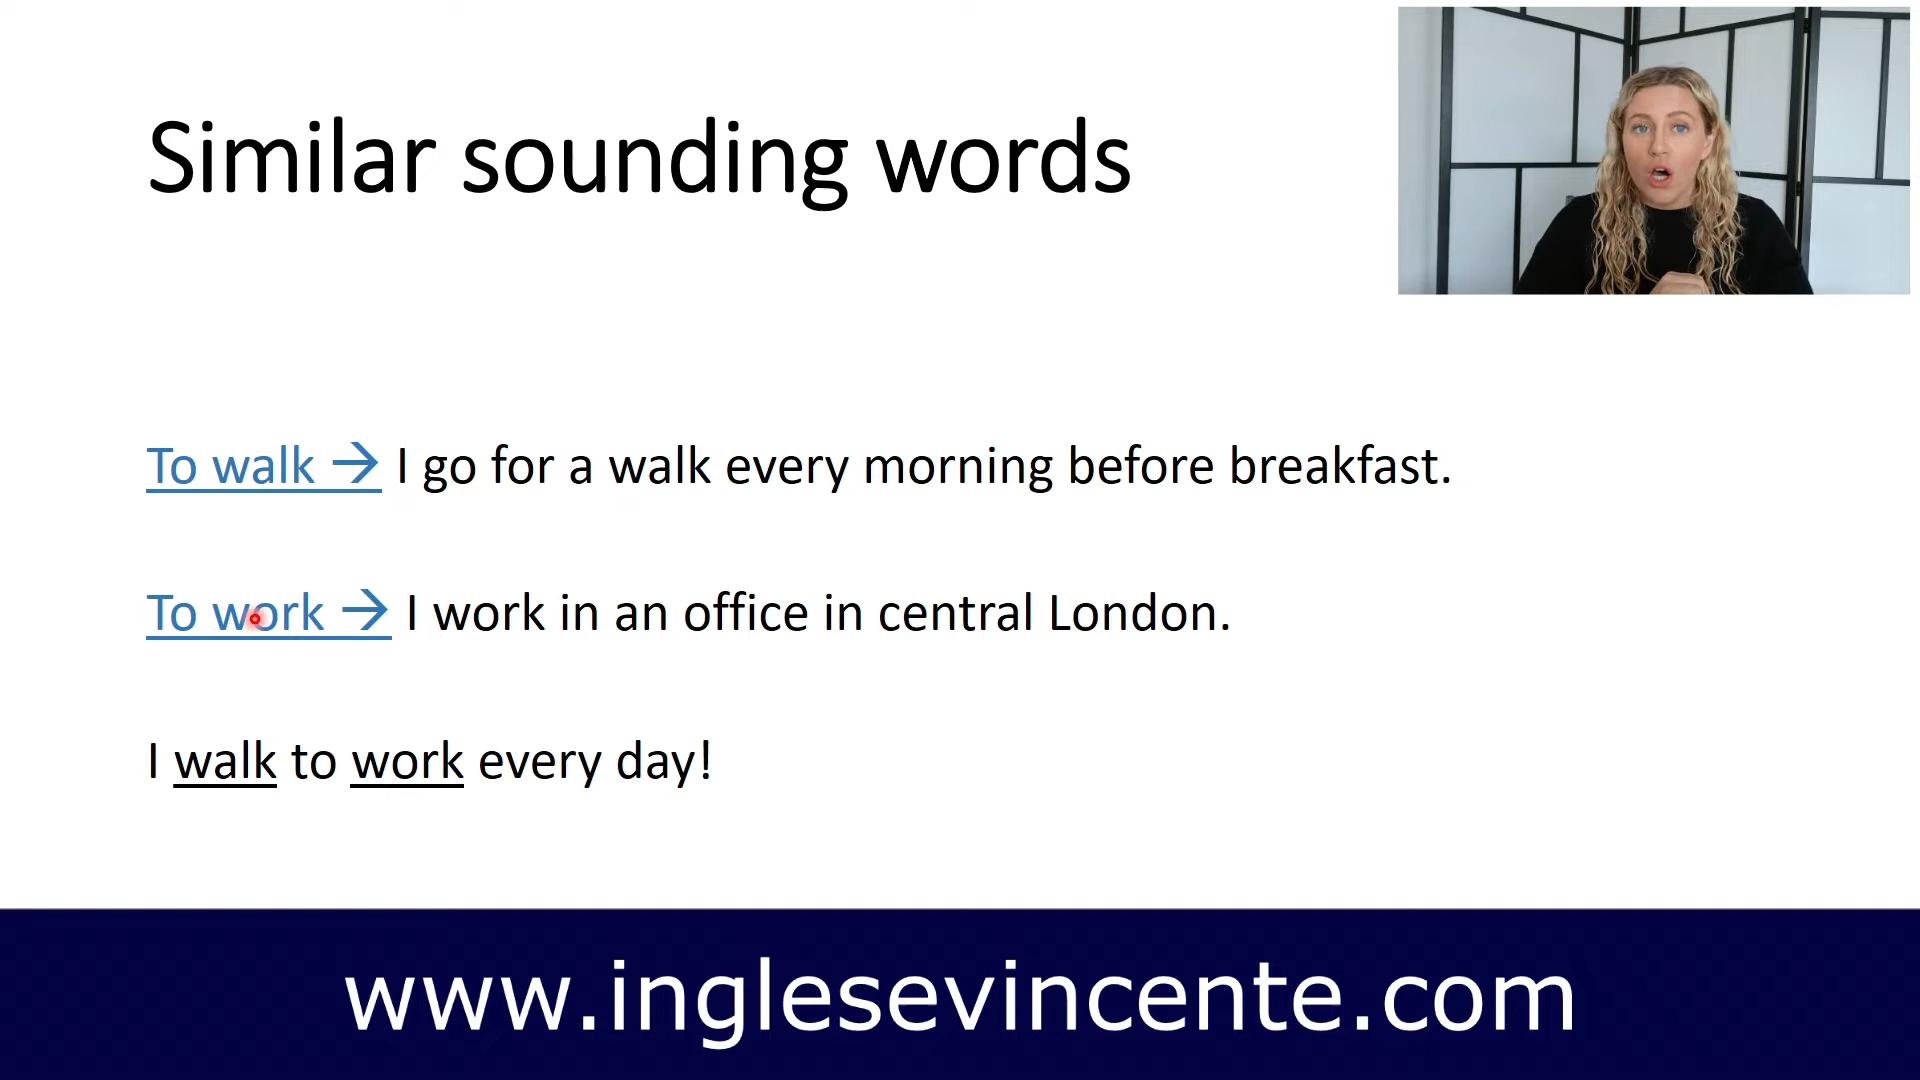 Similar sounding words
To walk → I go for a walk every morning before breakfast.
To work → I work in an office in central London.
I walk to work every day!
www.inglesevincente.com